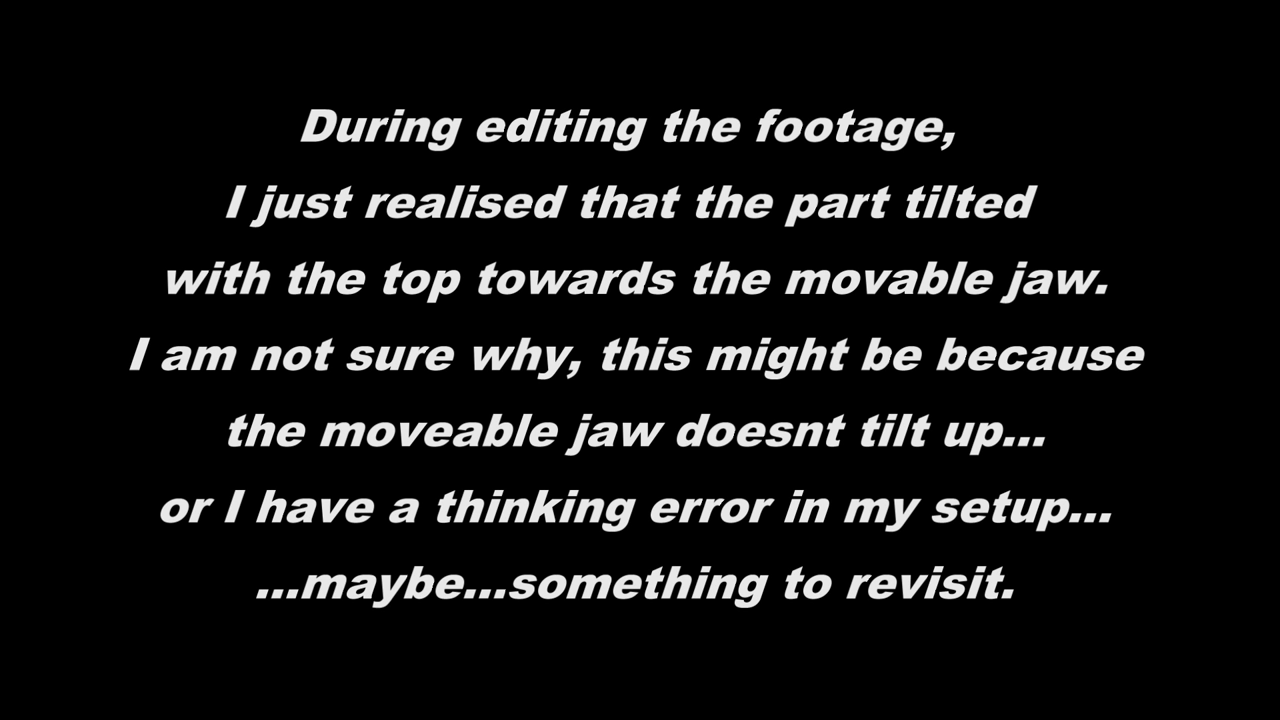 During editing the footage,
I just realised that the part tilted
with the top towards the movable jaw.
I am not sure why, this might be because
the moveable jaw doesnt tilt up...
or I have a thinking error in my setup...
...maybe...something to revisit.